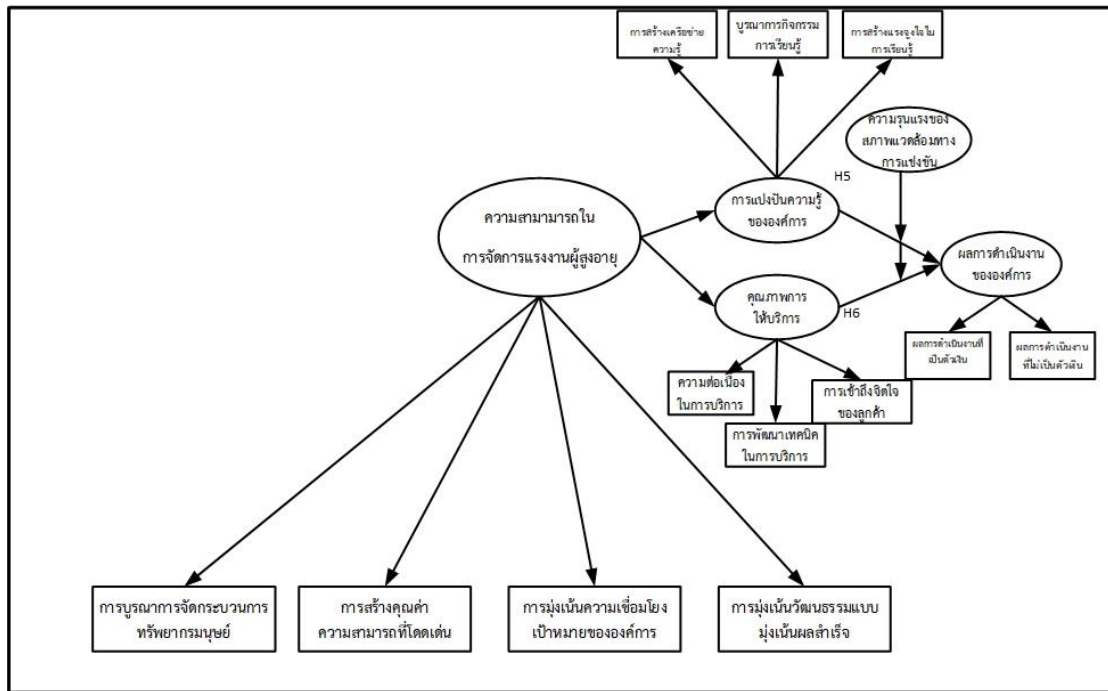 การสร้างเครือข่าย
ความรู้
บูรณาการกิจกรรม
การเรียนรู้
การสร้างแรงจูงใจใน
การเรียนรู้
ความรุนแรงของ
สภาพแวดล้อมทาง
การแข่งขัน
H5
การแบ่งปันความรู้
ขององค์การ
ความสามามารถใน
การจัดการแรงงานผู้สูงอายุ
ผลการดำเนินงาน
ขององค์การ
คุณภาพการ
ให้บริการ
H6
ผลการดำเนินงานที่
เป็นตัวเงิน
ผลการดำเนินงาน
ที่ไม่เป็นตัวเงิน
ความต่อเนื่อง
ในการบริการ
การเข้าถึงจิตใจ
ของลูกค้า
การพัฒนาเทคนิค
ในการบริการ
การบูรณาการจัดกระบวนการ
ทรัพยากรมนุษย์
การสร้างคุณค่า
ความสามารถที่โดดเด่น
การมุ่งเน้นความเชื่อมโยง
เป้าหมายขององค์การ
การมุ่งเน้นวัฒนธรรมแบบ
มุ่งเน้นผลสำเร็จ